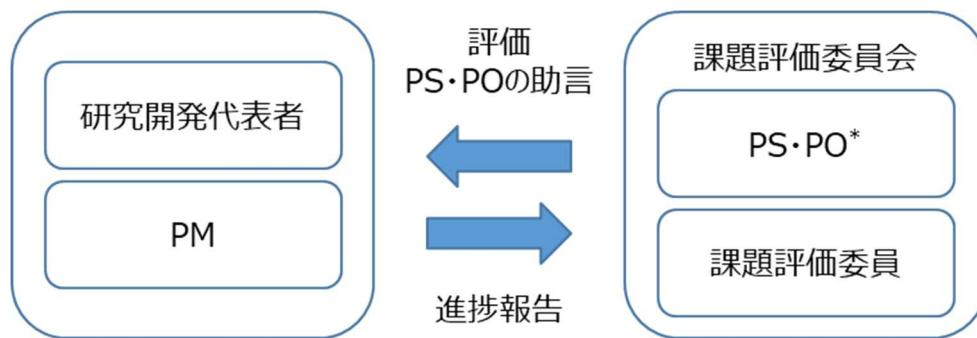 研究開発代表者
PM
評価
PS・POの助言
進捗報告
課題評価委員会
PS・PO*
課題評価委員